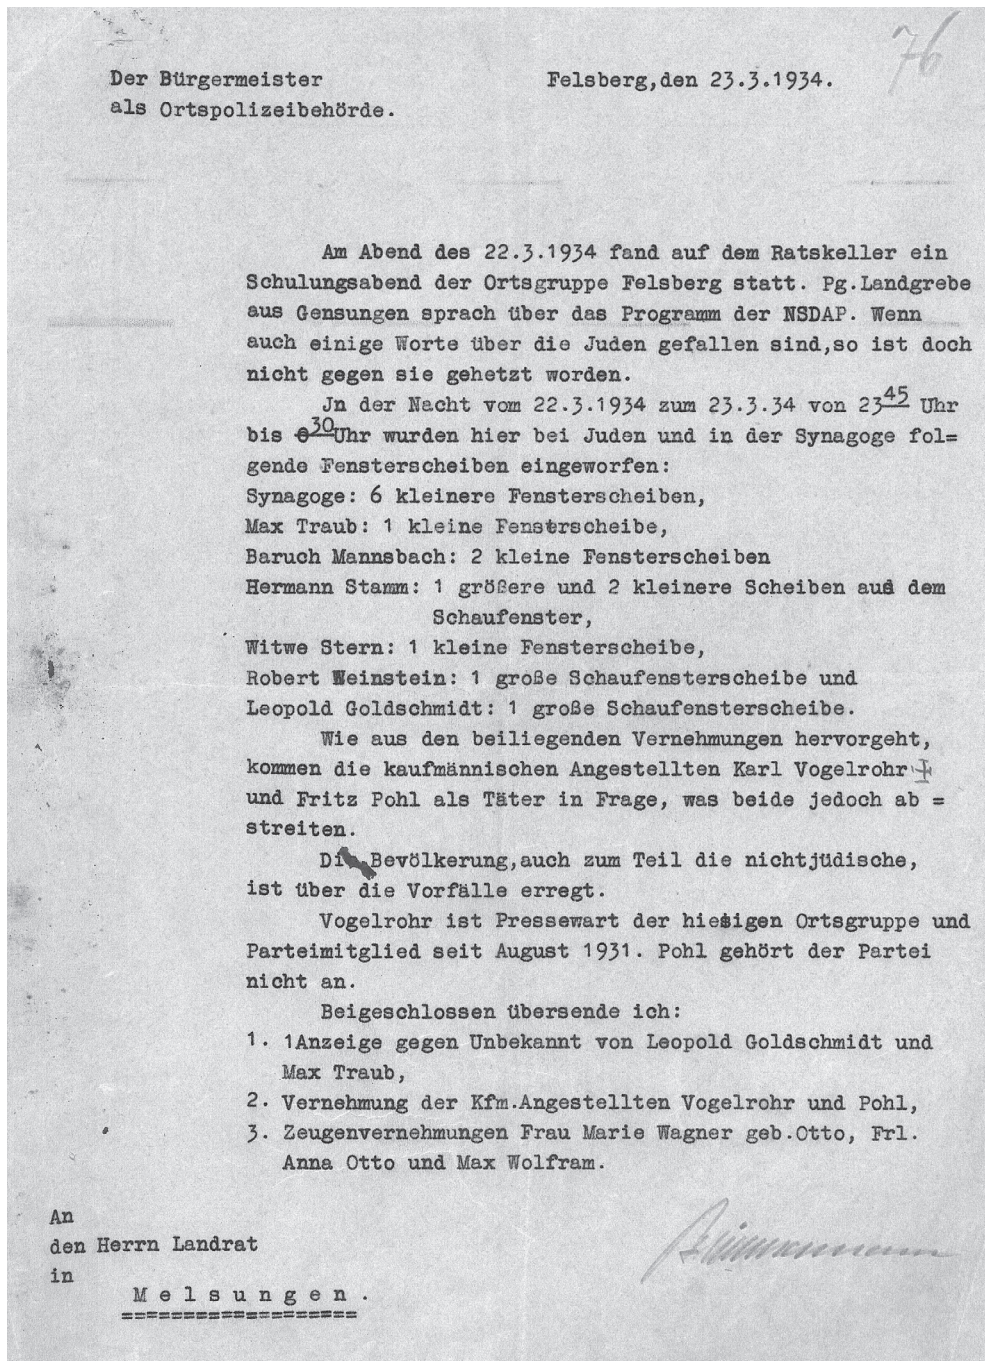 76
Der Bürgermeister
als Ortspolizeibehörde.
Felsberg,den 23.3.1934.
Am Abend des 22.3.1934 fand auf dem Ratskeller ein
Schulungsabend der Ortsgruppe Felsberg statt. Pg.Landgrebe
aus Gensungen sprach über das Programm der NSDAP. Wenn
auch einige Worte über die Juden gefallen sind,so ist doch
nicht gegen sie gehetzt worden.
Jn der Nacht vom 22.3.1934 zum 23.3.34 von 23⁴⁵ Uhr
bis 0³⁰Uhr wurden hier bei Juden und in der Synagoge fol=
gende Fensterscheiben eingeworfen:
Synagoge: 6 kleinere Fensterscheiben,
Max Traub: 1 kleine Fensterscheibe,
Baruch Mannsbach: 2 kleine Fensterscheiben
Hermann Stamm: 1 größere und 2 kleinere Scheiben aus dem
Schaufenster,
Witwe Stern: 1 kleine Fensterscheibe,
Robert Weinstein: 1 große Schaufensterscheibe und
Leopold Goldschmidt: 1 große Schaufensterscheibe.
Wie aus den beiliegenden Vernehmungen hervorgeht,
kommen die kaufmännischen Angestellten Karl Vogelrohr
und Fritz Pohl als Täter in Frage, was beide jedoch ab =
streiten.
Die Bevölkerung,auch zum Teil die nichtjüdische,
ist über die Vorfälle erregt.
Vogelrohr ist Pressewart der hiesigen Ortsgruppe und
Parteimitglied seit August 1931. Pohl gehört der Partei
nicht an.
Beigeschlossen übersende ich:
1. 1Anzeige gegen Unbekannt von Leopold Goldschmidt und
Max Traub,
2. Vernehmung der Kfm.Angestellten Vogelrohr und Pohl,
3. Zeugenvernehmungen Frau Marie Wagner geb.Otto, Frl.
Anna Otto und Max Wolfram.
An
den Herrn Landrat
in
M e l s u n g e n .